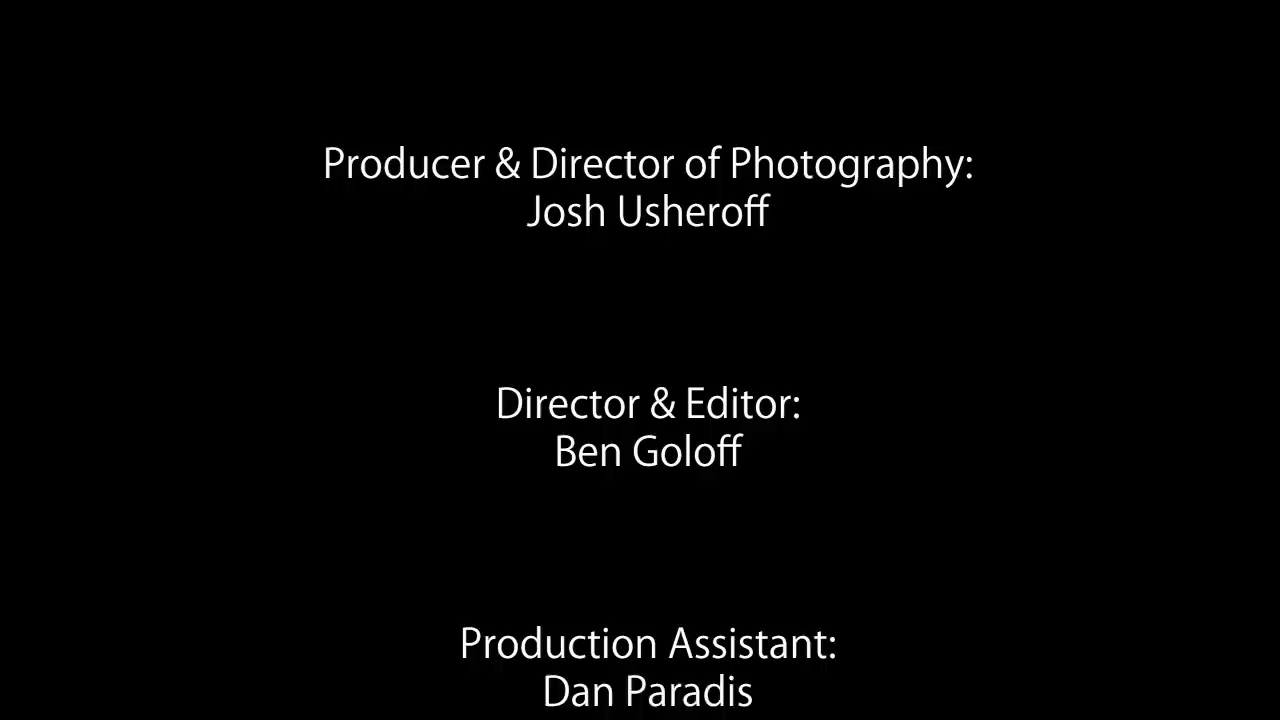 Producer & Director of Photography:
Josh Usheroff
Director & Editor:
Ben Goloff
Production Assistant:
Dan Paradis